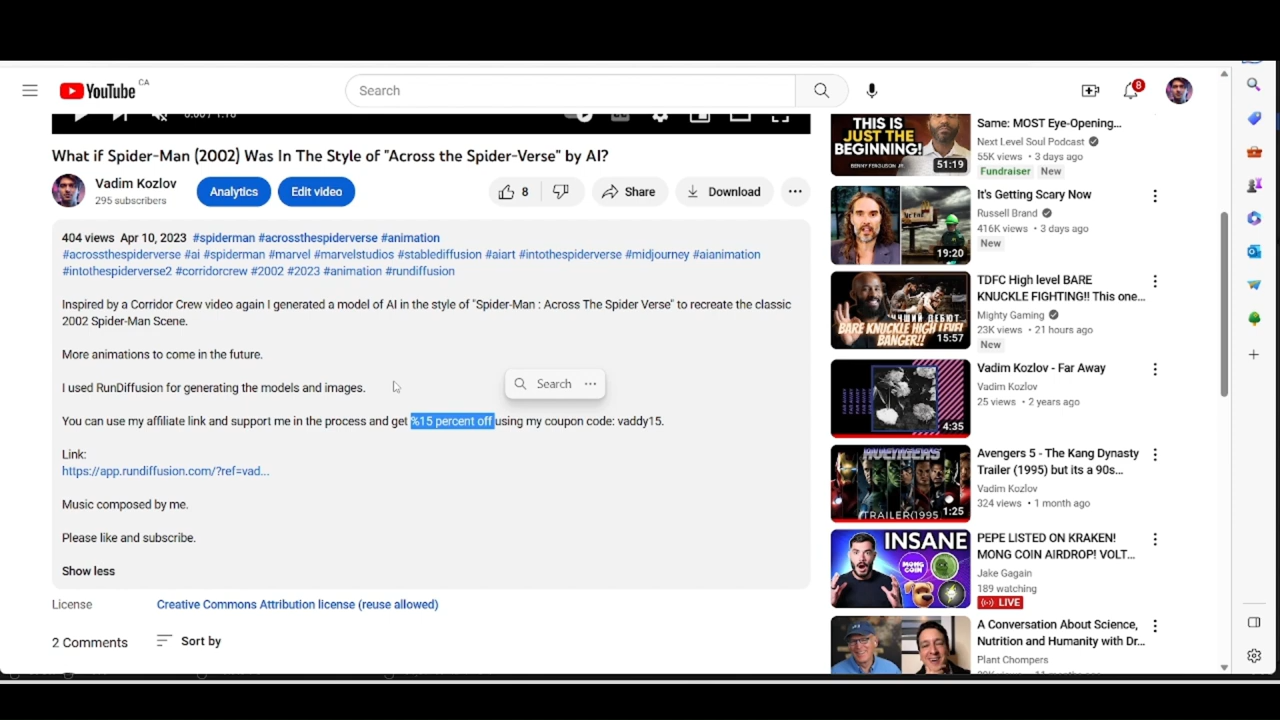 YouTube CA
Search
8
0:00 / 1:18
What if Spider-Man (2002) Was In The Style of "Across the Spider-Verse" by AI?
Vadim Kozlov
295 subscribers
Analytics
Edit video
8
Share
Download
404 views Apr 10, 2023 #spiderman #acrossthespiderverse #animation
#acrossthespiderverse #ai #spiderman #marvel #marvelstudios #stablediffusion #aiart #intothespiderverse #midjourney #aianimation
#intothespiderverse2 #corridorcrew #2002 #2023 #animation #rundiffusion
Inspired by a Corridor Crew video again I generated a model of AI in the style of "Spider-Man : Across The Spider Verse" to recreate the classic
2002 Spider-Man Scene.
More animations to come in the future.
I used RunDiffusion for generating the models and images.
Search
You can use my affiliate link and support me in the process and get %15 percent off using my coupon code: vaddy15.
Link:
https://app.rundiffusion.com/?ref=vad...
Music composed by me.
Please like and subscribe.
Show less
License
Creative Commons Attribution license (reuse allowed)
2 Comments
Sort by
THIS IS
JUST THE
BEGINNING!
BENNY FERGUSON JR.
51:19
Same: MOST Eye-Opening...
Next Level Soul Podcast
55K views • 3 days ago
Fundraiser
New
19:20
It's Getting Scary Now
Russell Brand
416K views • 3 days ago
New
ЛУЧШИЙ ДЕБЮТ
BARE KNUCKLE HIGH LEVEL
BANGER!!
15:57
TDFC High level BARE
KNUCKLE FIGHTING!! This one...
Mighty Gaming
23K views • 21 hours ago
New
4:35
Vadim Kozlov - Far Away
Vadim Kozlov
25 views • 2 years ago
AVENGERS
TRAILER(1995
1:25
Avengers 5 - The Kang Dynasty
Trailer (1995) but its a 90s...
Vadim Kozlov
324 views • 1 month ago
INSANE
MONG
COIN
PEPE LISTED ON KRAKEN!
MONG COIN AIRDROP! VOLT...
Jake Gagain
189 watching
LIVE
A Conversation About Science,
Nutrition and Humanity with Dr...
Plant Chompers